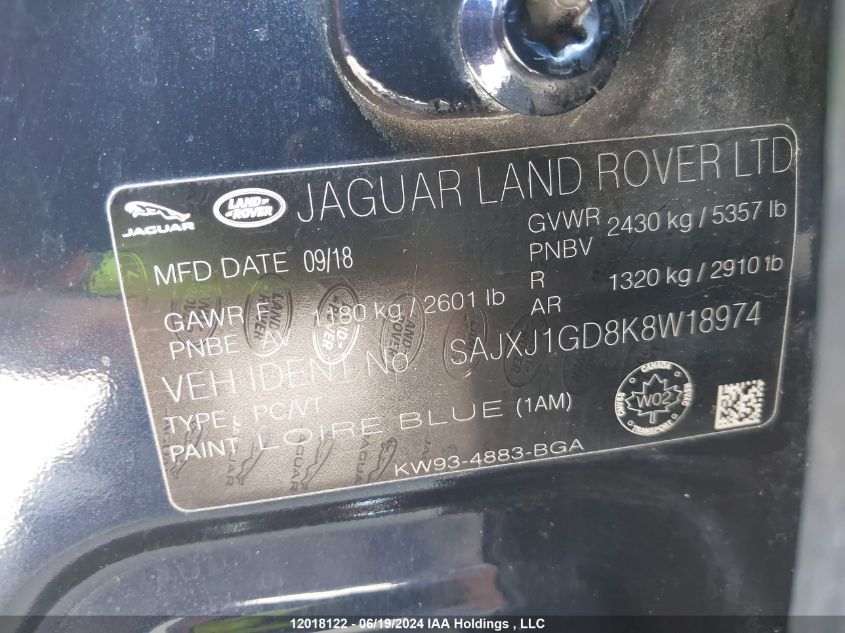 JAGUAR
LAND ROVER
JAGUAR LAND ROVER LTD
MFD DATE 09/18
GVWR 2430 kg / 5357 lb
PNBV
GAWR F 1180 kg / 2601 lb
PNBE AV
R 1320 kg / 2910 lb
AR
VEH IDENT No SAJXJ1GD8K8W18974
TYPE PC/VT
PAINT LOIRE BLUE (1AM)
CANADA
W02
TRANSPORT
KW93-4883-BGA
12018122 - 06/19/2024 IAA Holdings , LLC